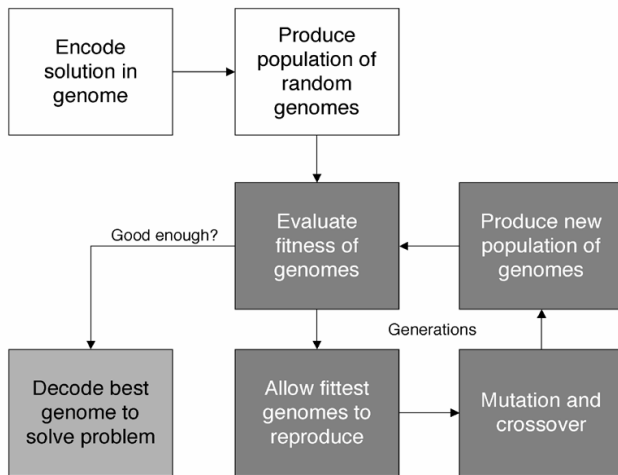 Encode
solution in
genome
Produce
population of
random
genomes
Evaluate
fitness of
genomes
Produce new
population of
genomes
Good enough?
Generations
Decode best
genome to
solve problem
Allow fittest
genomes to
reproduce
Mutation and
crossover